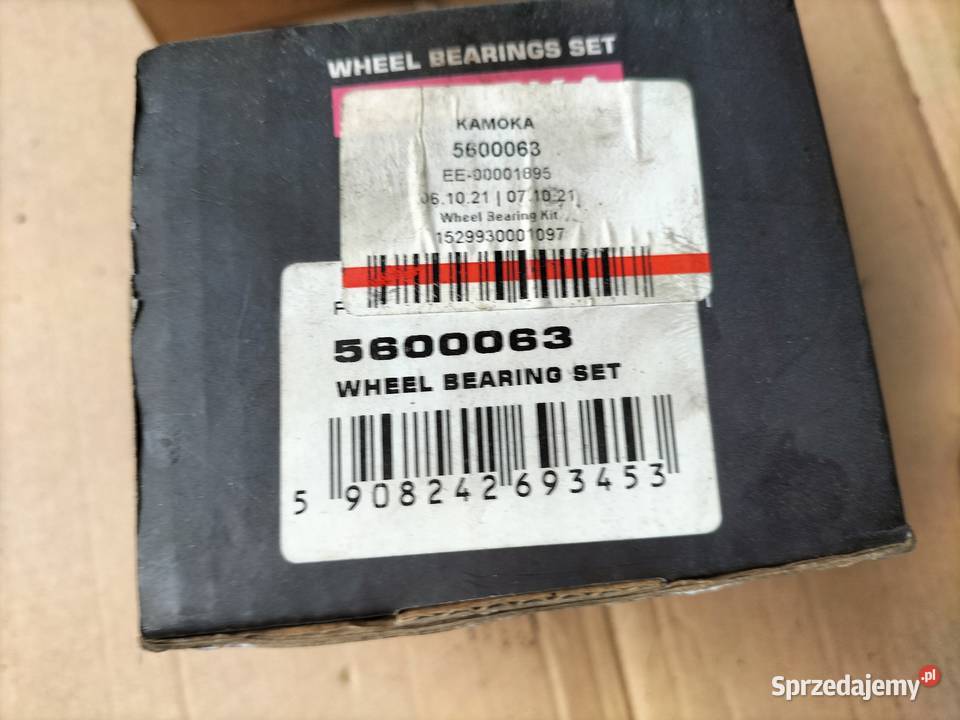 WHEEL BEARINGS SET
KAMOKA
5600063
EE-00001895
06.10.21 | 07.10.21
Wheel Bearing Kit
1529930001097
5600063
WHEEL BEARING SET
5 908242 693453
Sprzedajemy.pl